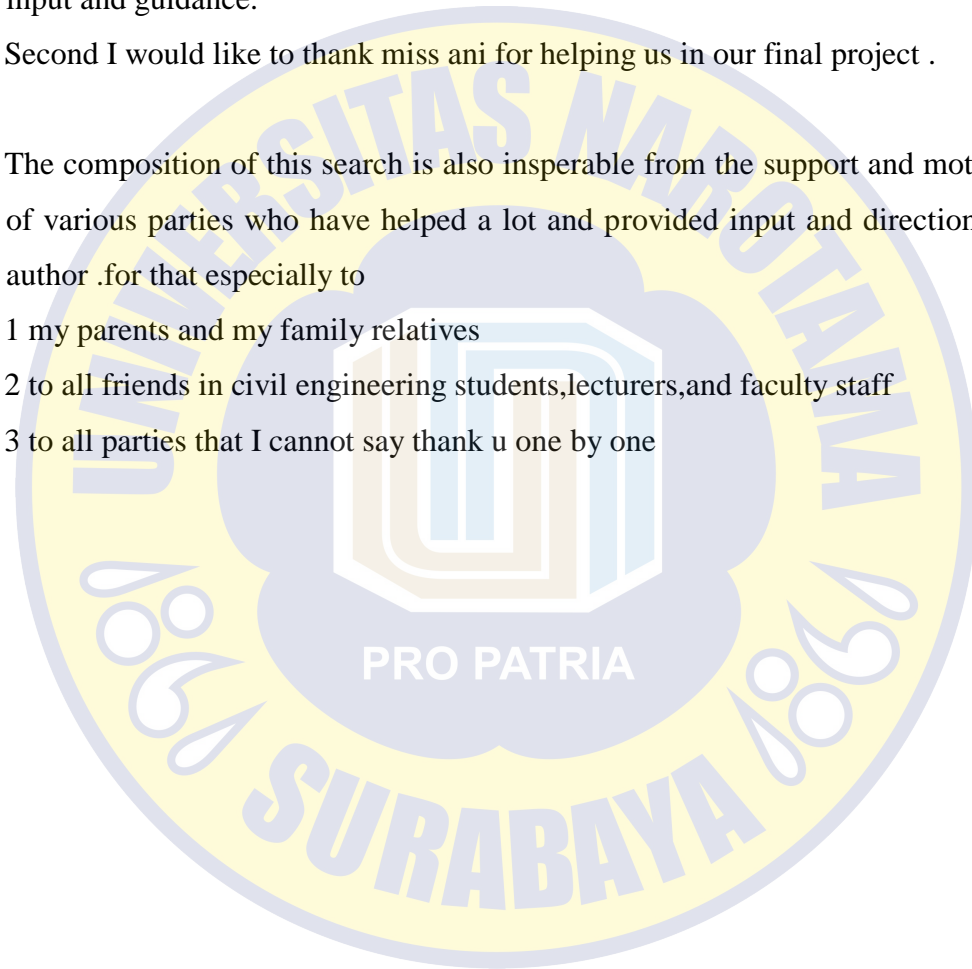 input and guidance.
Second I would like to thank miss ani for helping us in our final project .
The composition of this search is also insperable from the support and
of various parties who have helped a lot and provided input and direction
author .for that especially to
1 my parents and my family relatives
2 to all friends in civil engineering students,lecturers,and faculty staff
3 to all parties that I cannot say thank u one by one
UNIVERSITAS NAROTAMA
PRO PATRIA
SURABAYA